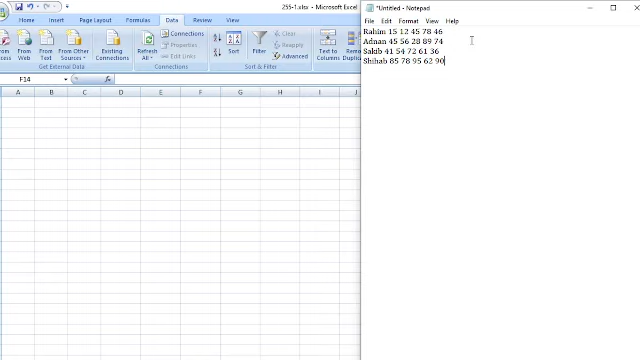 255-1.xlsx - Microsoft Excel
Home Insert Page Layout Formulas Data Review View
From Access From Web From Text From Other Sources Existing Connections
Refresh All Connections Properties Edit Links
Sort Filter Clear Reapply Advanced
Text to Columns Remove Duplicates
Get External Data Connections Sort & Filter
F14
A B C D E F G H I J
*Untitled - Notepad
File Edit Format View Help
Rahim 15 12 45 78 46
Adnan 45 56 28 89 74
Sakib 41 54 72 61 36
Shihab 85 78 95 62 90